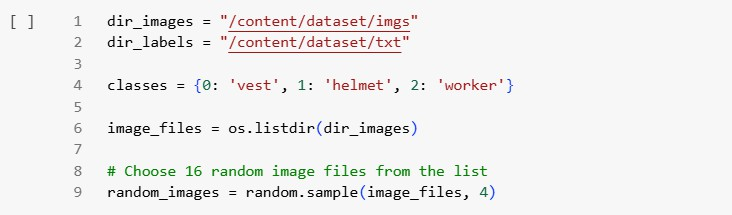 [ ] 1 dir_images = "/content/dataset/imgs"
2 dir_labels = "/content/dataset/txt"
3
4 classes = {0: 'vest', 1: 'helmet', 2: 'worker'}
5
6 image_files = os.listdir(dir_images)
7
8 # Choose 16 random image files from the list
9 random_images = random.sample(image_files, 4)